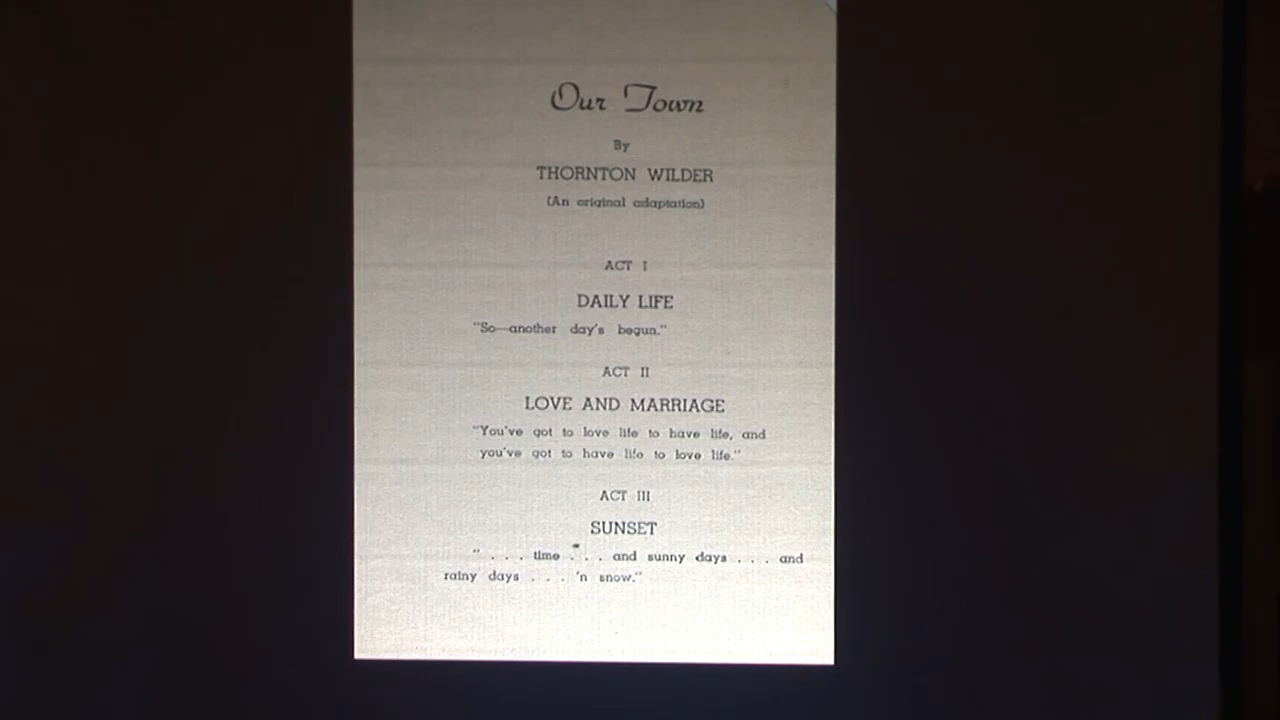 Our Town
By
THORNTON WILDER
(An original adaptation)
ACT I
DAILY LIFE
"So—another day's begun."
ACT II
LOVE AND MARRIAGE
"You've got to love life to have life, and
you've got to have life to love life."
ACT III
SUNSET
" . . . time . . . and sunny days . . . and
rainy days . . . 'n snow."